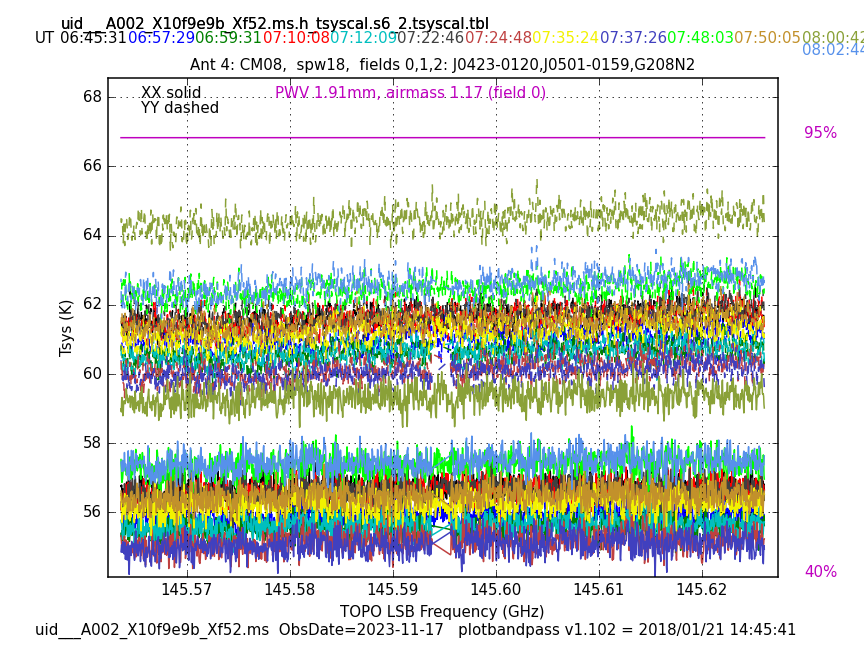 uid___A002_X10f9e9b_Xf52.ms.h_tsyscal.s6_2.tsyscal.tbl
UT 06:45:31 06:57:29 06:59:31 07:10:08 07:12:09 07:22:46 07:24:48 07:35:24 07:37:26 07:48:03 07:50:05 08:00:42
08:02:44
Ant 4: CM08,  spw18,  fields 0,1,2: J0423-0120,J0501-0159,G208N2
XX solid PWV 1.91mm, airmass 1.17 (field 0)
YY dashed
68
95%
66
64
62
Tsys (K)
60
58
56
40%
145.57 145.58 145.59 145.60 145.61 145.62
TOPO LSB Frequency (GHz)
uid___A002_X10f9e9b_Xf52.ms  ObsDate=2023-11-17   plotbandpass v1.102 = 2018/01/21 14:45:41